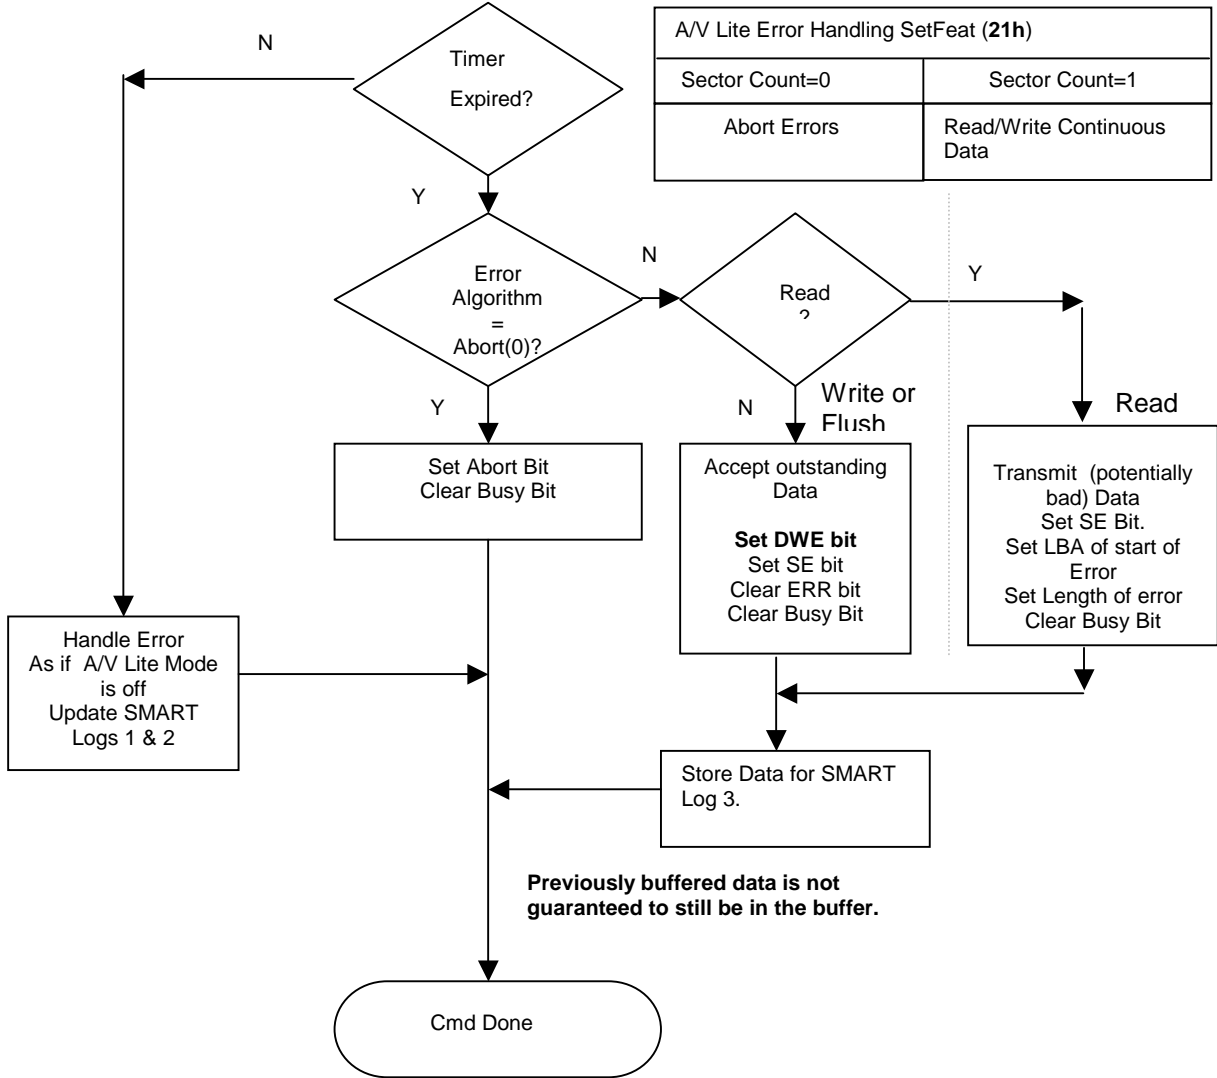 N
Timer
Expired?
A/V Lite Error Handling SetFeat (21h)
Sector Count=0
Sector Count=1
Abort Errors
Read/Write Continuous
Data
Y
Error
Algorithm
=
Abort(0)?
N
Read
?
Y
Y
N
Write or
Flush
Read
Set Abort Bit
Clear Busy Bit
Accept outstanding
Data
Set DWE bit
Set SE bit
Clear ERR bit
Clear Busy Bit
Transmit (potentially
bad) Data
Set SE Bit.
Set LBA of start of
Error
Set Length of error
Clear Busy Bit
Handle Error
As if A/V Lite Mode
is off
Update SMART
Logs 1 & 2
Store Data for SMART
Log 3.
Previously buffered data is not
guaranteed to still be in the buffer.
Cmd Done